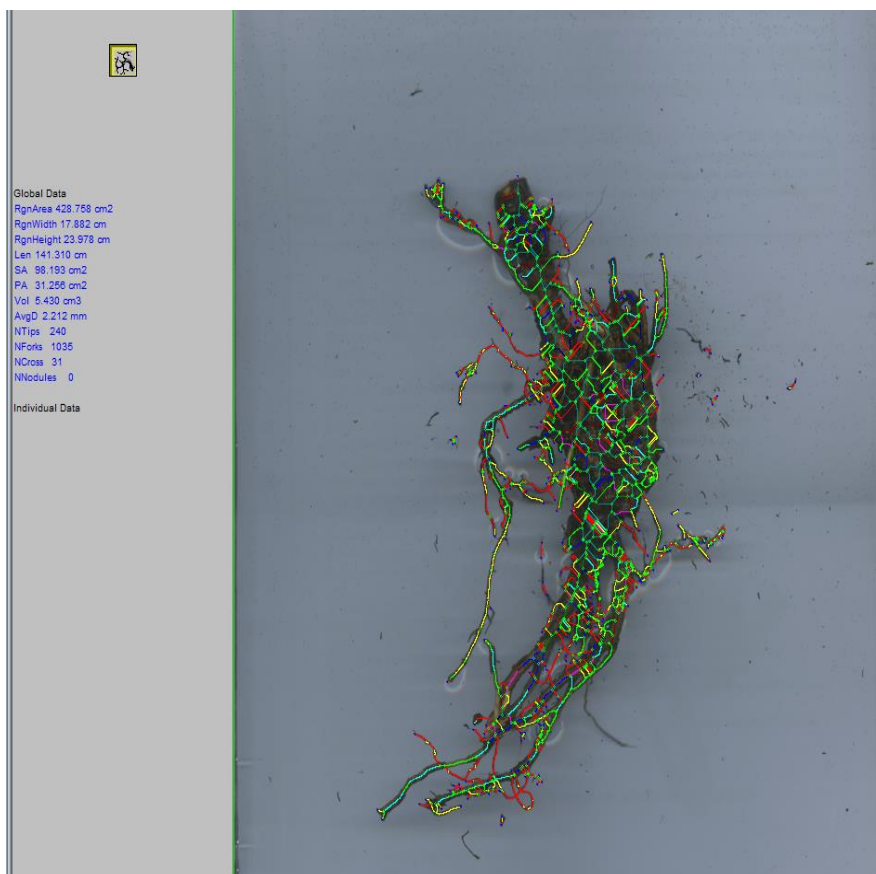 Global Data
RgnArea 428.758 cm2
RgnWidth 17.882 cm
RgnHeight 23.978 cm
Len 141.310 cm
SA 98.193 cm2
PA 31.256 cm2
Vol 5.430 cm3
AvgD 2.212 mm
NTips 240
NForks 1035
NCross 31
NNodules 0
Individual Data